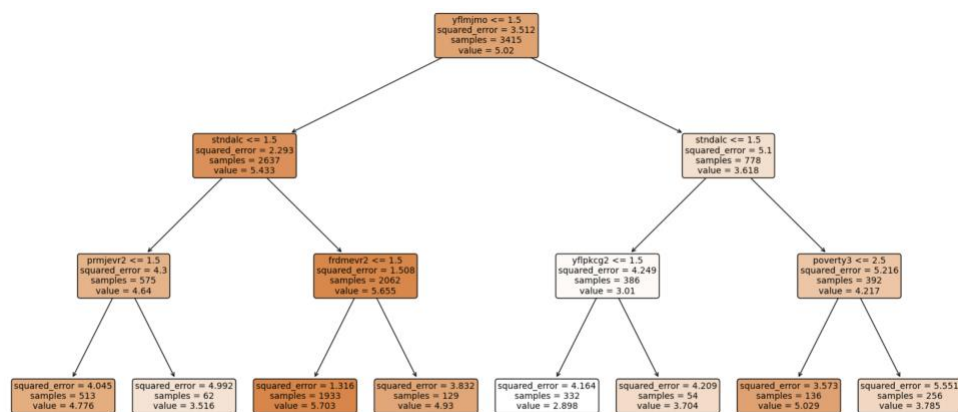 yflmjmo <= 1.5
squared_error = 3.512
samples = 3415
value = 5.02
stndalc <= 1.5
squared_error = 2.293
samples = 2637
value = 5.433
stndalc <= 1.5
squared_error = 5.1
samples = 778
value = 3.618
prmjevr2 <= 1.5
squared_error = 4.3
samples = 575
value = 4.64
frdmevr2 <= 1.5
squared_error = 1.508
samples = 2062
value = 5.655
yflpkcg2 <= 1.5
squared_error = 4.249
samples = 386
value = 3.01
poverty3 <= 2.5
squared_error = 5.216
samples = 392
value = 4.217
squared_error = 4.045
samples = 513
value = 4.776
squared_error = 4.992
samples = 62
value = 3.516
squared_error = 1.316
samples = 1933
value = 5.703
squared_error = 3.832
samples = 129
value = 4.93
squared_error = 4.164
samples = 332
value = 2.898
squared_error = 4.209
samples = 54
value = 3.704
squared_error = 3.573
samples = 136
value = 5.029
squared_error = 5.551
samples = 256
value = 3.785